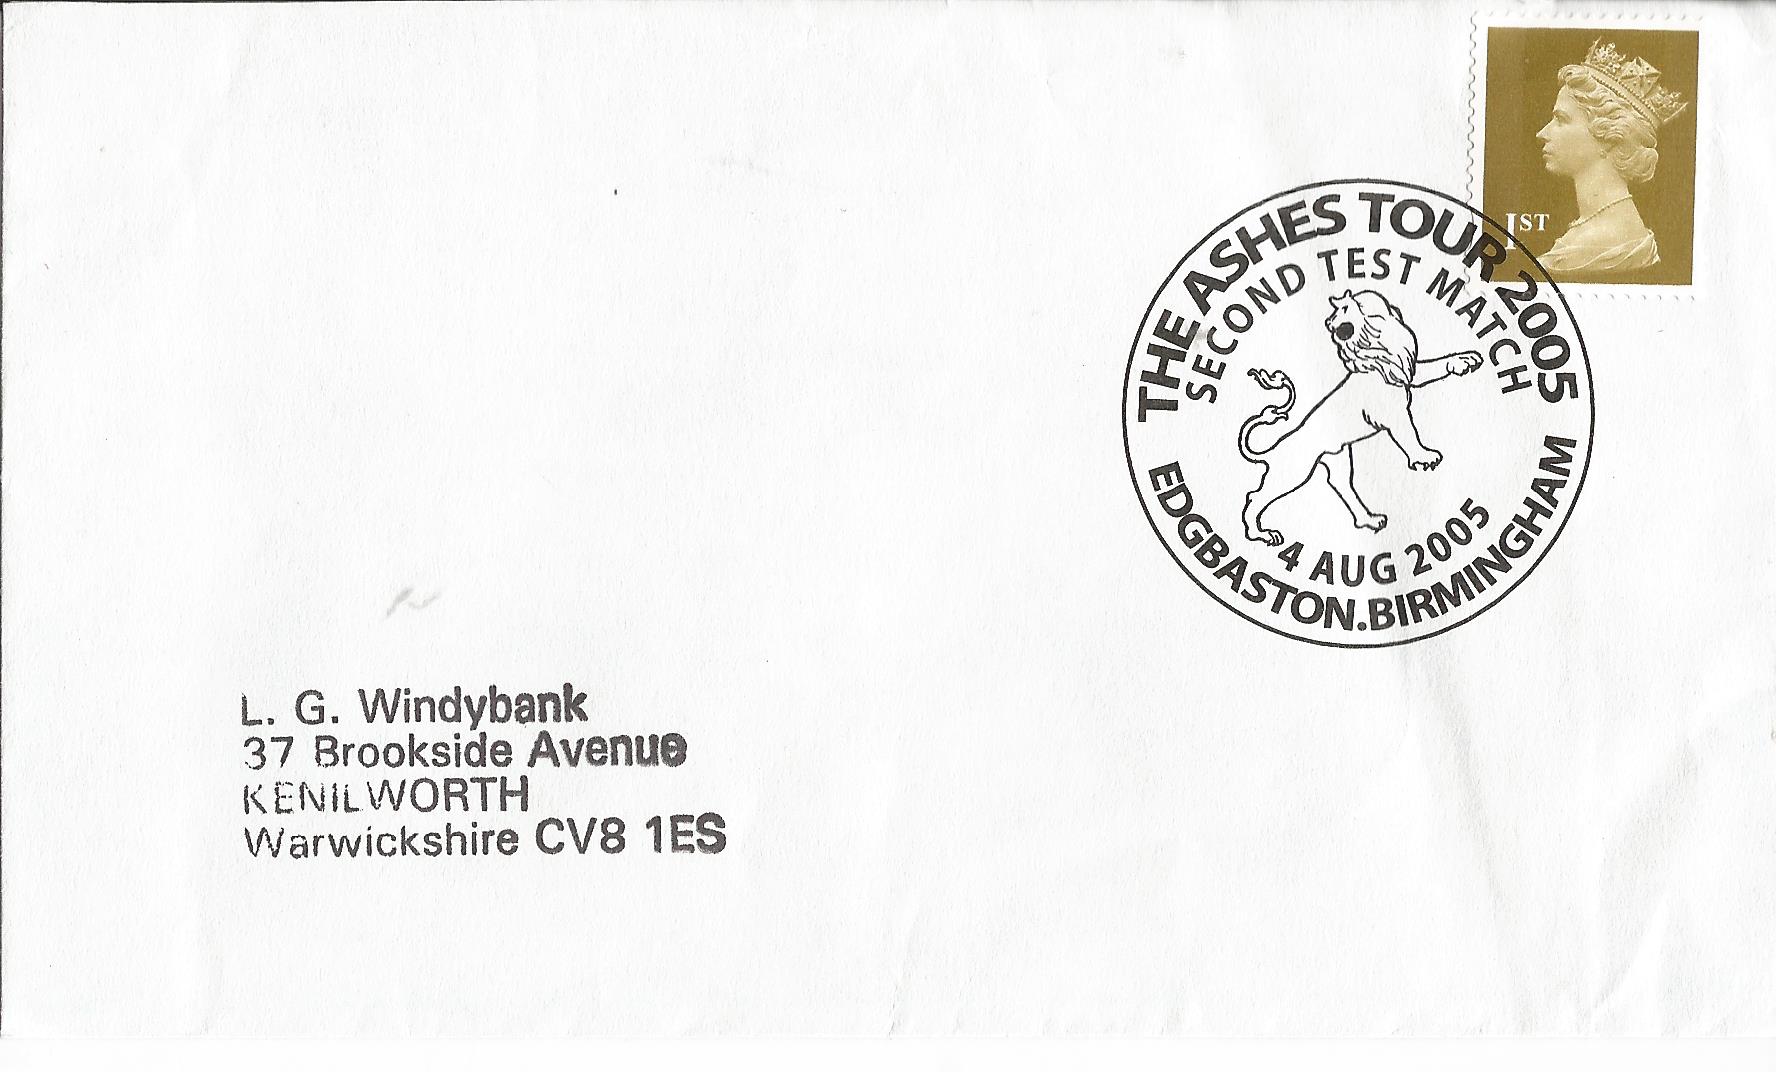 1ST
THE ASHES TOUR 2005
SECOND TEST MATCH
4 AUG 2005
EDGBASTON.BIRMINGHAM
L. G. Windybank
37 Brookside Avenue
KENILWORTH
Warwickshire CV8 1ES